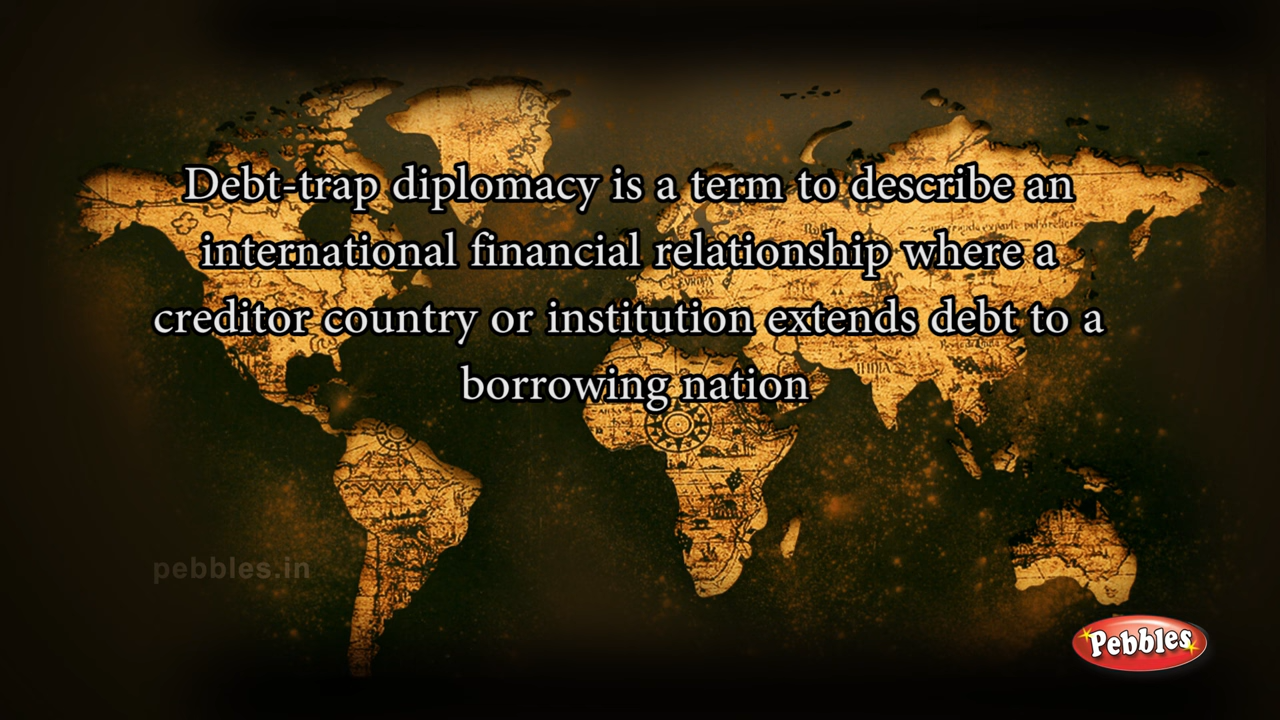 Debt-trap diplomacy is a term to describe an
international financial relationship where a
creditor country or institution extends debt to a
borrowing nation
INDIA
pebbles.in
Pebbles